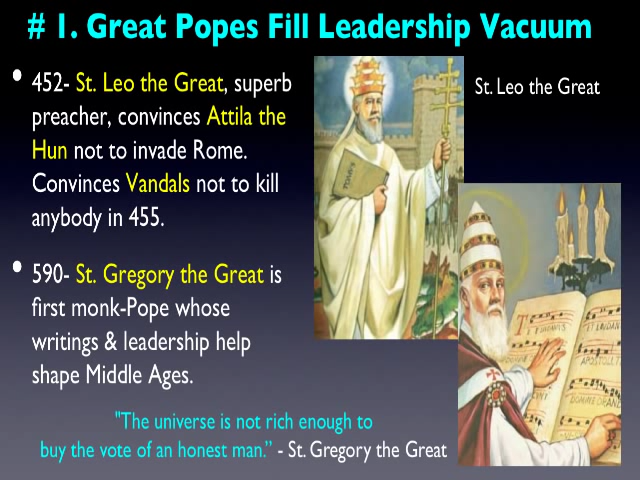 # 1. Great Popes Fill Leadership Vacuum
• 452- St. Leo the Great, superb
preacher, convinces Attila the
Hun not to invade Rome.
Convinces Vandals not to kill
anybody in 455.
• 590- St. Gregory the Great is
first monk-Pope whose
writings & leadership help
shape Middle Ages.
"The universe is not rich enough to
buy the vote of an honest man." - St. Gregory the Great
St. Leo the Great